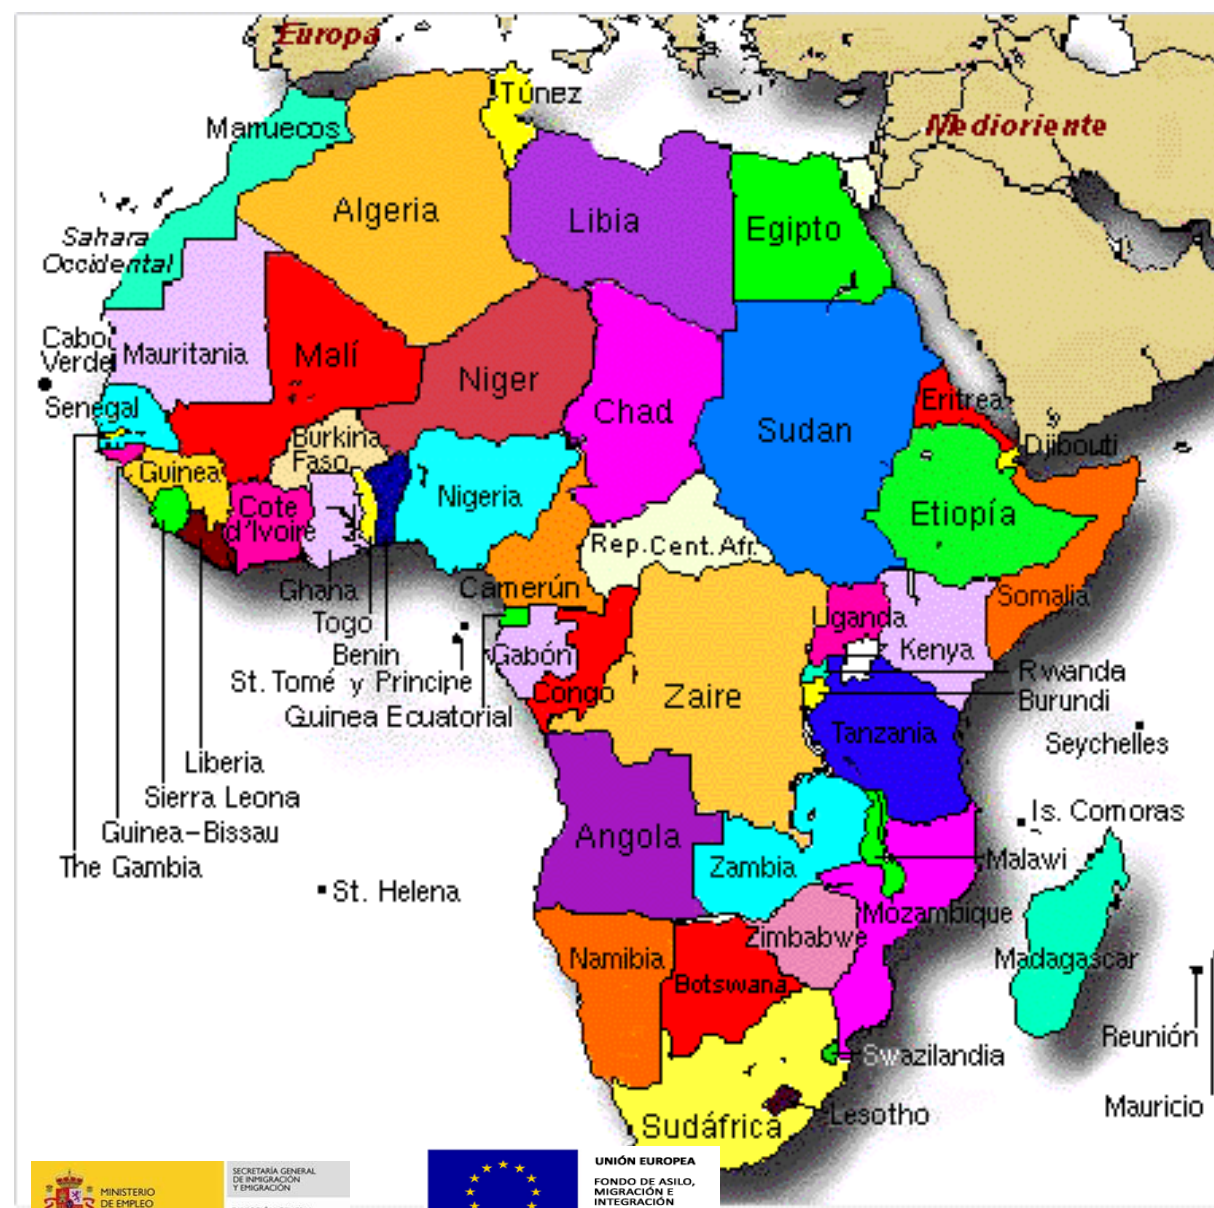 Europa
Túnez
Marruecos
Medioriente
Algeria
Libia
Egipto
Sahara
Occidental
Cabo
Verde
Mauritania
Malí
Niger
Chad
Sudan
Eritrea
Senegal
Djibouti
Burkina
Faso
Guinea
Nigeria
Cote
d'Ivoire
Etiopía
Rep.Cent.Afr.
Ghana
Camerún
Somalia
Togo
Uganda
Benin
Gabón
Kenya
St. Tomé y Principe
Congo
Zaire
Rwanda
Burundi
Guinea Ecuatorial
Tanzania
Seychelles
Liberia
Sierra Leona
Guinea-Bissau
The Gambia
Is. Comoras
Angola
Zambia
Malawi
St. Helena
Mozambique
Zimbabwe
Namibia
Botswana
Madagascar
Reunión
Swazilandia
Mauricio
Lesotho
Sudáfrica
MINISTERIO
DE EMPLEO
SECRETARÍA GENERAL
DE INMIGRACIÓN
Y EMIGRACIÓN
UNIÓN EUROPEA
FONDO DE ASILO,
MIGRACIÓN E
INTEGRACIÓN